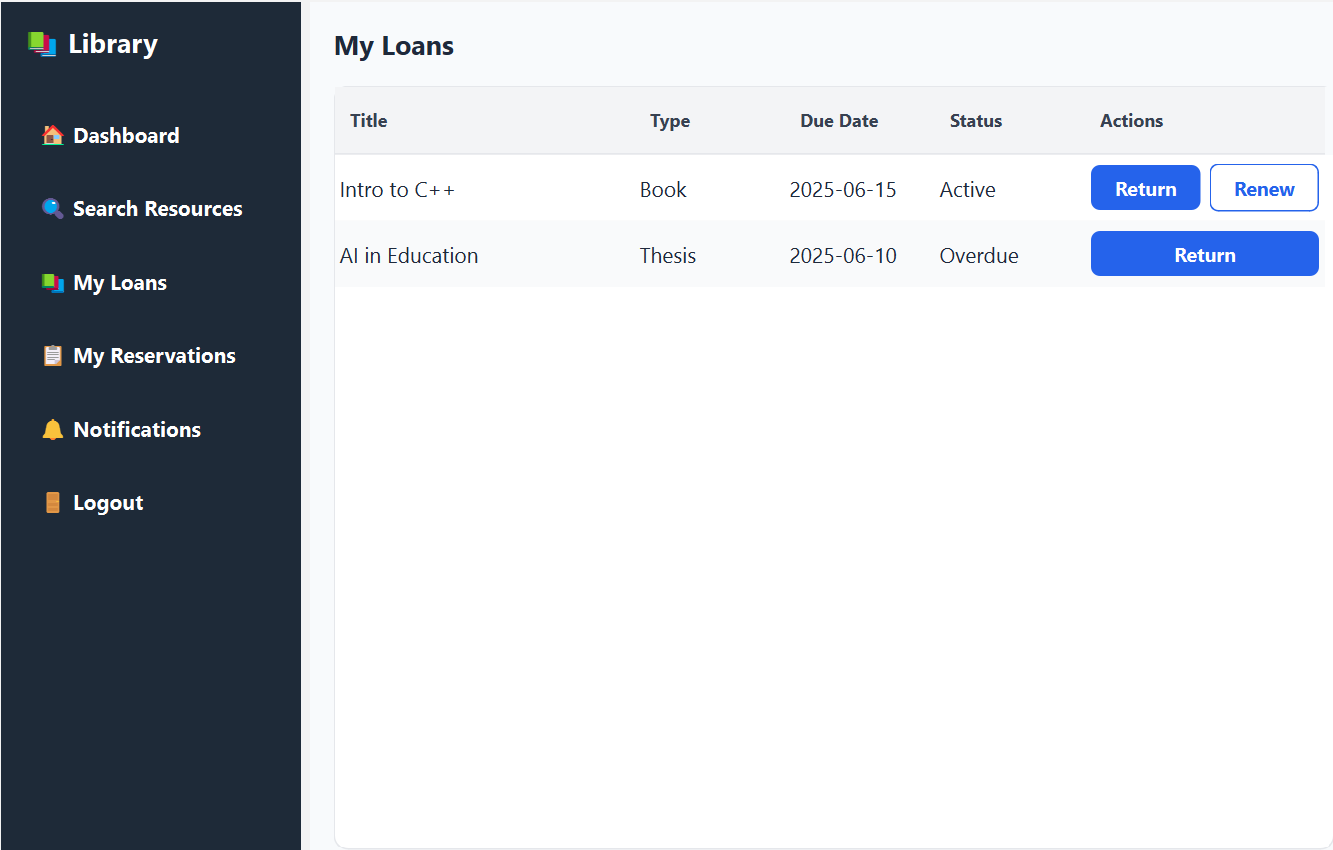 Library
Dashboard
Search Resources
My Loans
My Reservations
Notifications
Logout
My Loans
Title Type Due Date Status Actions
Intro to C++ Book 2025-06-15 Active Return Renew
AI in Education Thesis 2025-06-10 Overdue Return